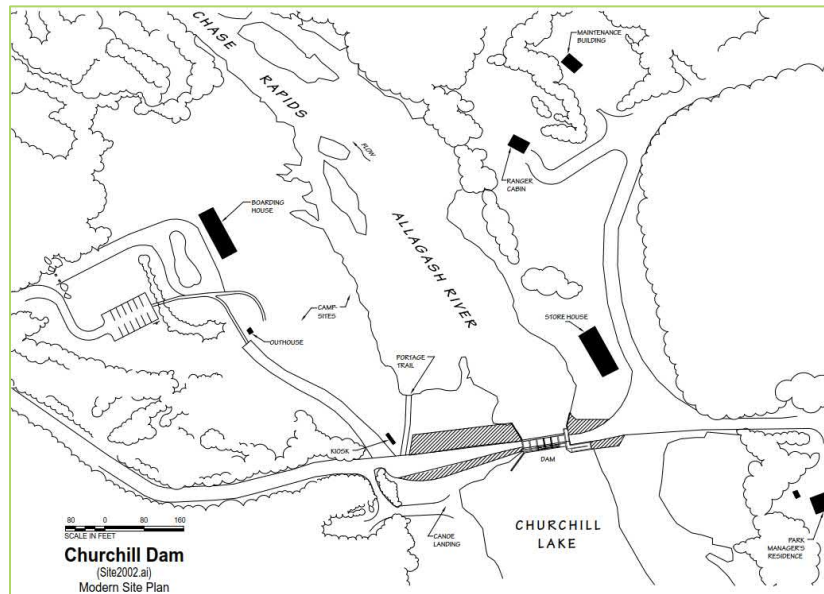 CHASE
RAPIDS
MAINTENANCE
BUILDING
FLOW
RANGER
CABIN
BOARDING
HOUSE
ALLAGASH RIVER
CAMP-
SITES
STORE HOUSE
OUTHOUSE
PORTAGE
TRAIL
KIOSK
DAM
CHURCHILL
LAKE
CANOE
LANDING
PARK
MANAGER'S
RESIDENCE
80 0 80 160
SCALE IN FEET
Churchill Dam
(Site2002.ai)
Modern Site Plan